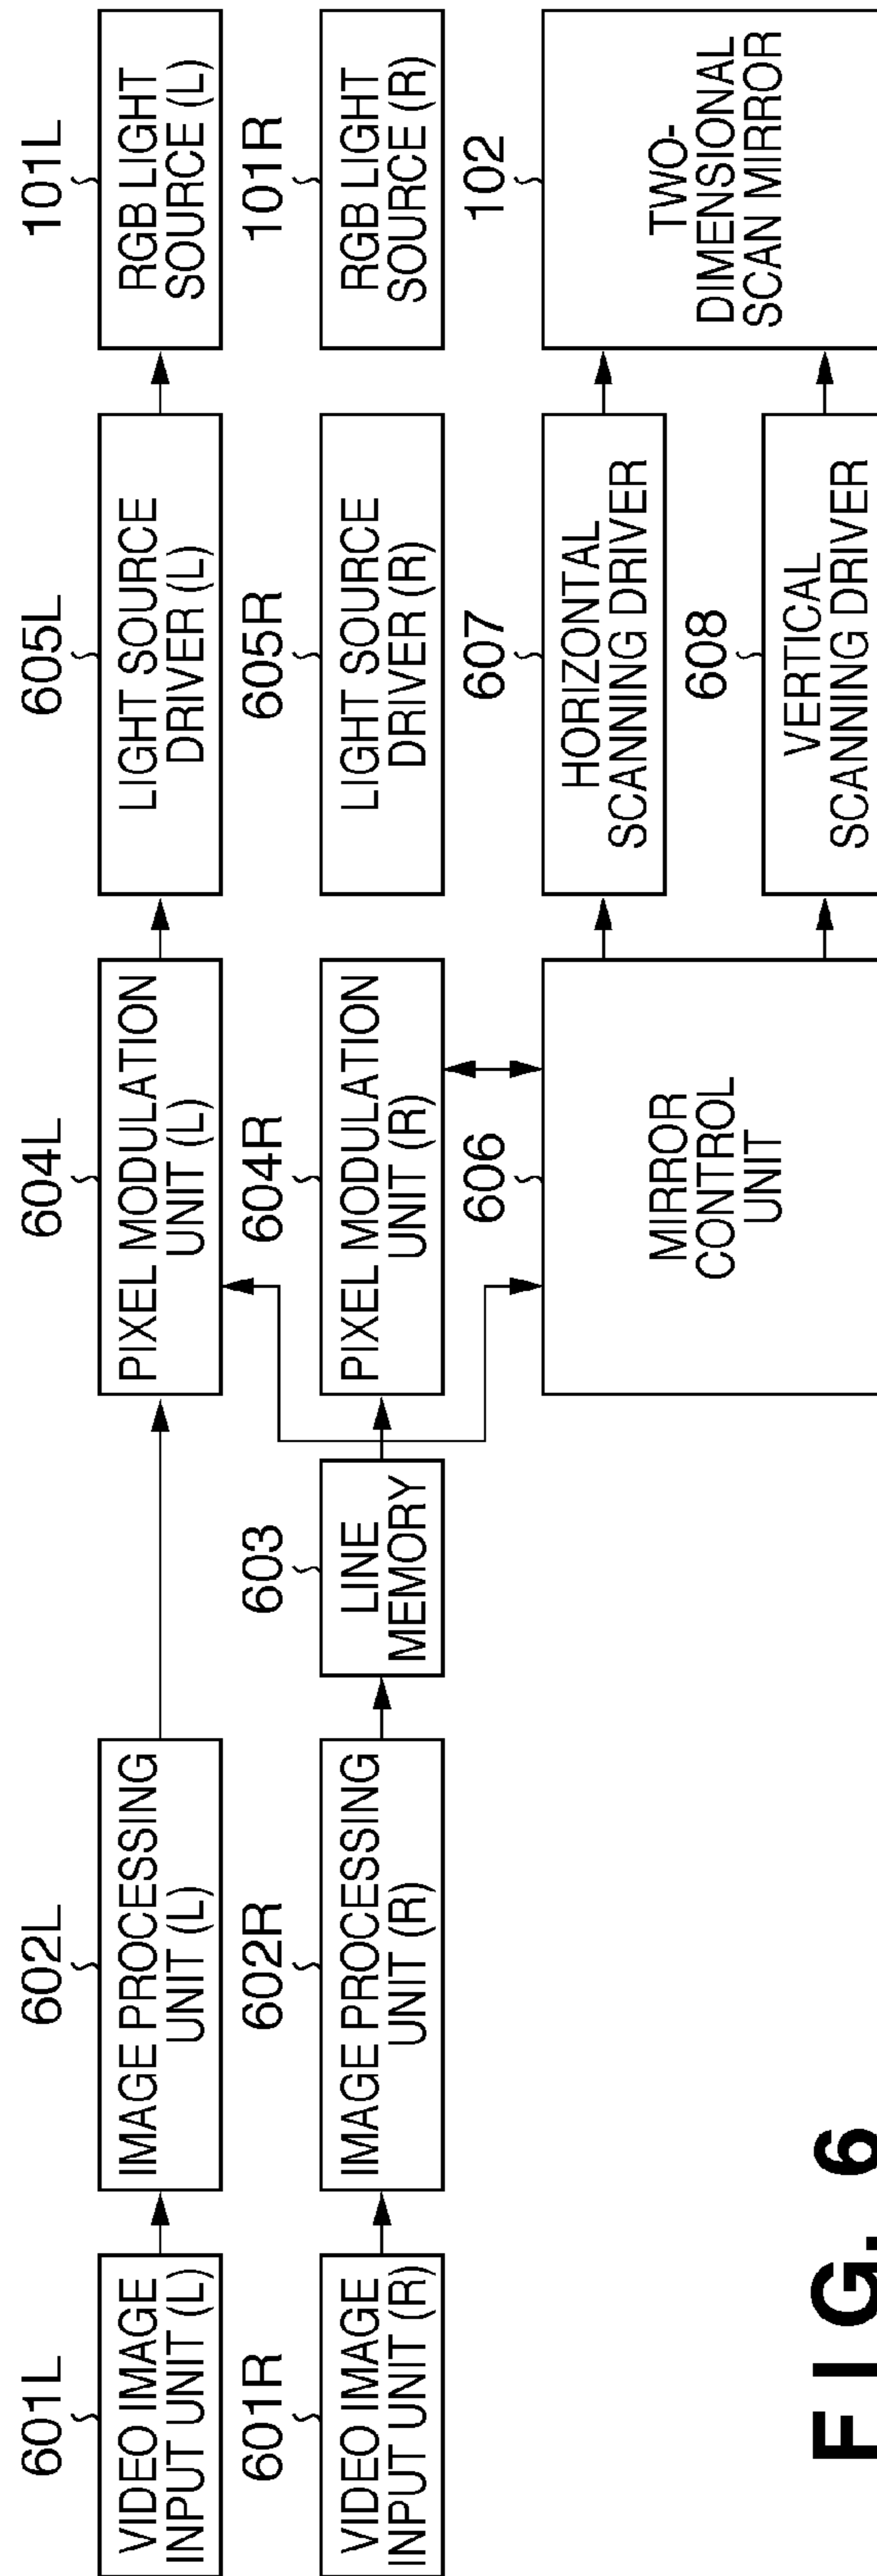 601L
VIDEO IMAGE
INPUT UNIT (L)
602L
IMAGE PROCESSING
UNIT (L)
604L
PIXEL MODULATION
UNIT (L)
605L
LIGHT SOURCE
DRIVER (L)
101L
RGB LIGHT
SOURCE (L)
601R
VIDEO IMAGE
INPUT UNIT (R)
602R
IMAGE PROCESSING
UNIT (R)
603
LINE
MEMORY
604R
PIXEL MODULATION
UNIT (R)
605R
LIGHT SOURCE
DRIVER (R)
101R
RGB LIGHT
SOURCE (R)
606
MIRROR
CONTROL
UNIT
607
HORIZONTAL
SCANNING DRIVER
608
VERTICAL
SCANNING DRIVER
102
TWO-
DIMENSIONAL
SCAN MIRROR
FIG. 6